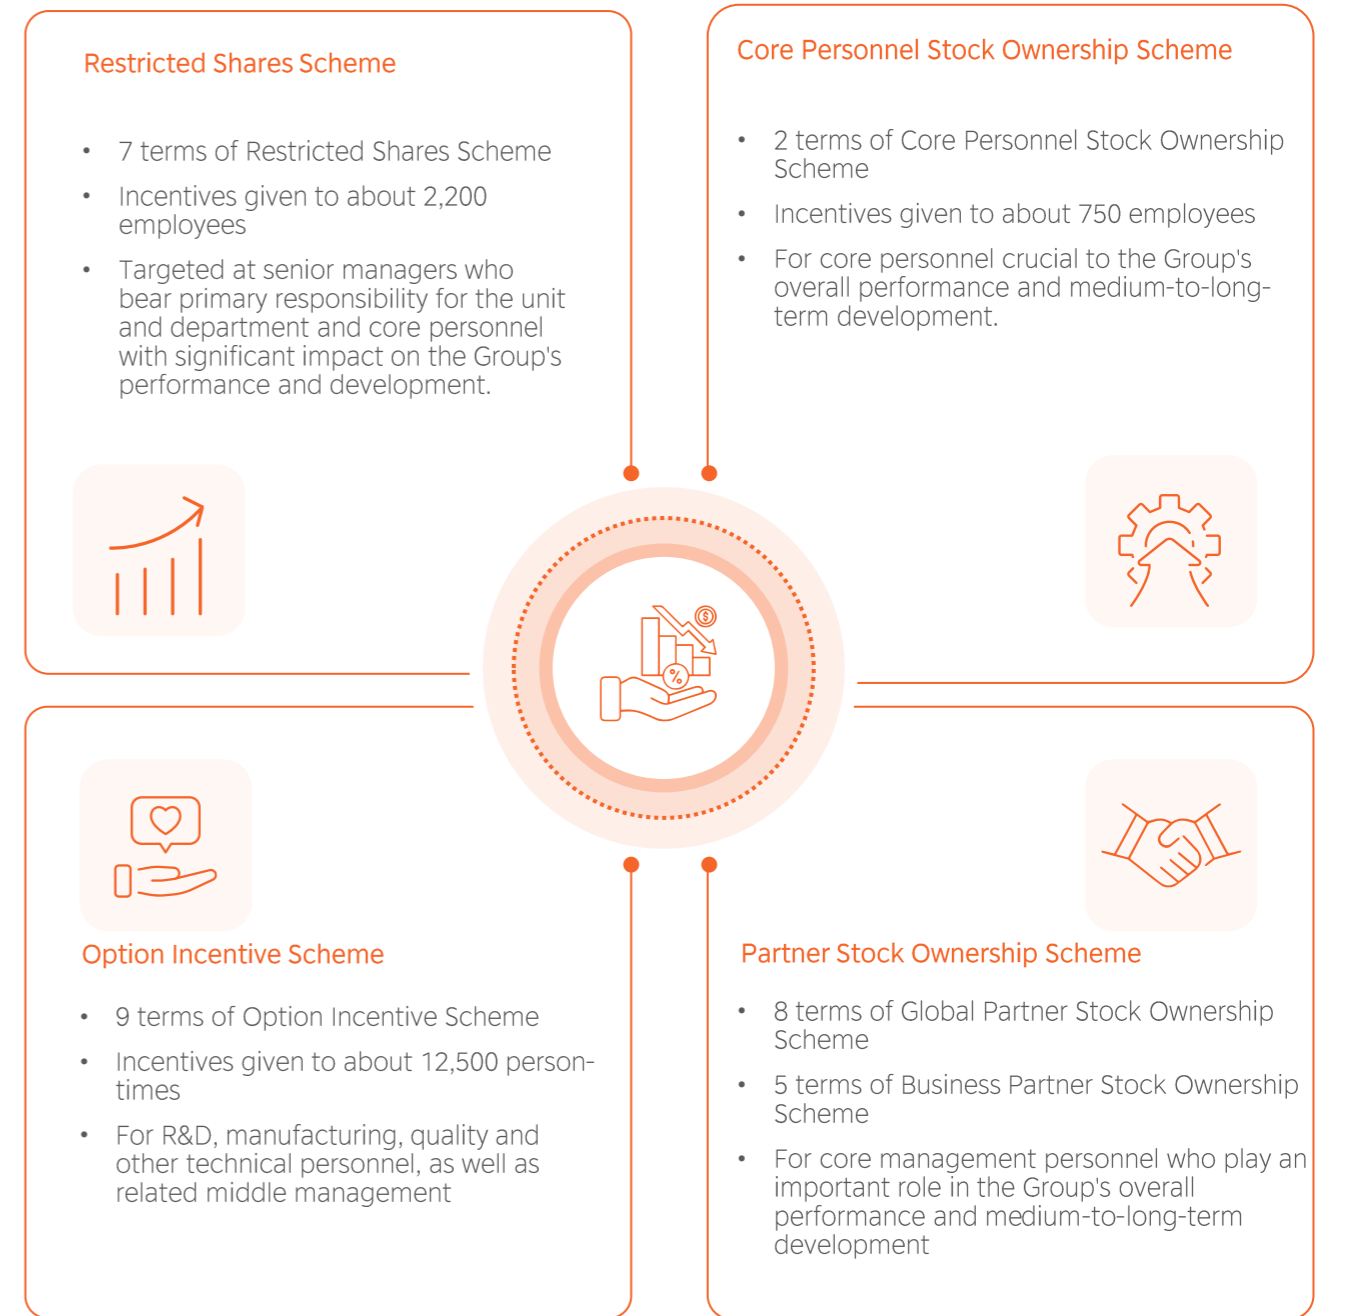 Restricted Shares Scheme
• 7 terms of Restricted Shares Scheme
• Incentives given to about 2,200
employees
• Targeted at senior managers who
bear primary responsibility for the unit
and department and core personnel
with significant impact on the Group's
performance and development.
Core Personnel Stock Ownership Scheme
• 2 terms of Core Personnel Stock Ownership
Scheme
• Incentives given to about 750 employees
• For core personnel crucial to the Group's
overall performance and medium-to-long-
term development.
$
%
Option Incentive Scheme
• 9 terms of Option Incentive Scheme
• Incentives given to about 12,500 person-
times
• For R&D, manufacturing, quality and
other technical personnel, as well as
related middle management
Partner Stock Ownership Scheme
• 8 terms of Global Partner Stock Ownership
Scheme
• 5 terms of Business Partner Stock Ownership
Scheme
• For core management personnel who play an
important role in the Group's overall
performance and medium-to-long-term
development